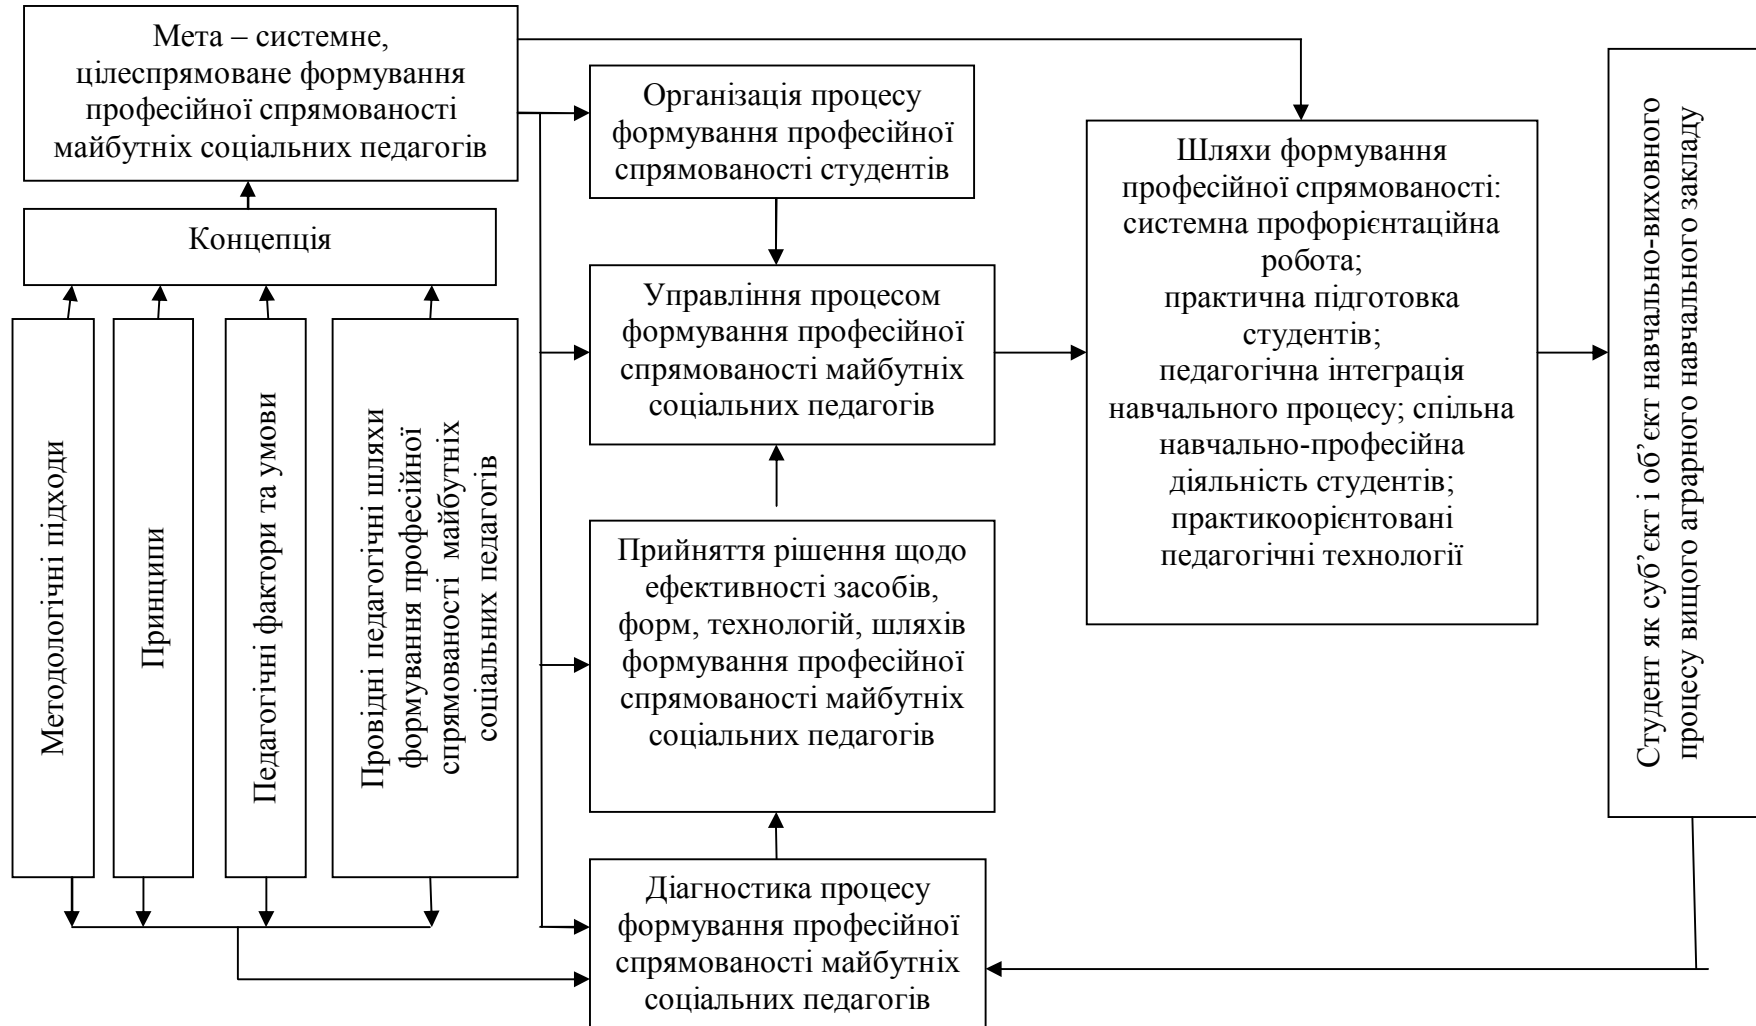 Мета – системне,
цілеспрямоване формування
професійної спрямованості
майбутніх соціальних педагогів
Концепція
Методологічні підходи
Принципи
Педагогічні фактори та умови
Провідні педагогічні шляхи
формування професійної
спрямованості майбутніх
соціальних педагогів
Організація процесу
формування професійної
спрямованості студентів
Управління процесом
формування професійної
спрямованості майбутніх
соціальних педагогів
Прийняття рішення щодо
ефективності засобів,
форм, технологій, шляхів
формування професійної
спрямованості майбутніх
соціальних педагогів
Діагностика процесу
формування професійної
спрямованості майбутніх
соціальних педагогів
Шляхи формування
професійної спрямованості:
системна профорієнтаційна
робота;
практична підготовка
студентів;
педагогічна інтеграція
навчального процесу; спільна
навчально-професійна
діяльність студентів;
практикоорієнтовані
педагогічні технології
Студент як суб’єкт і об’єкт навчально-виховного
процесу вищого аграрного навчального закладу